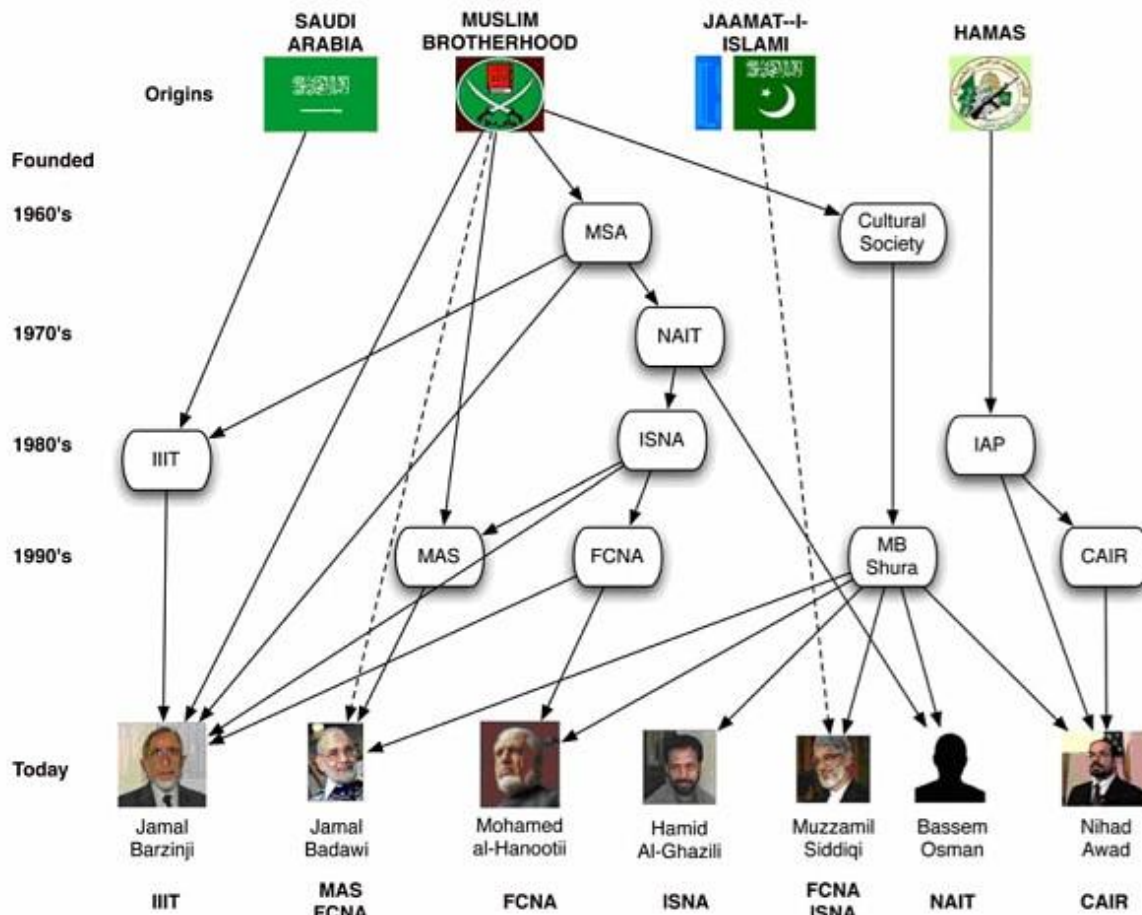 SAUDI
ARABIA
MUSLIM
BROTHERHOOD
JAAMAT--I-
ISLAMI
HAMAS
Origins
Founded
1960's
MSA
Cultural
Society
1970's
NAIT
1980's
IIIT
ISNA
IAP
1990's
MAS
FCNA
MB
Shura
CAIR
Today
Jamal
Barzinji
Jamal
Badawi
Mohamed
al-Hanootii
Hamid
Al-Ghazili
Muzzamil
Siddiqi
Bassem
Osman
Nihad
Awad
IIIT
MAS
FCNA
FCNA
ISNA
FCNA
ISNA
NAIT
CAIR